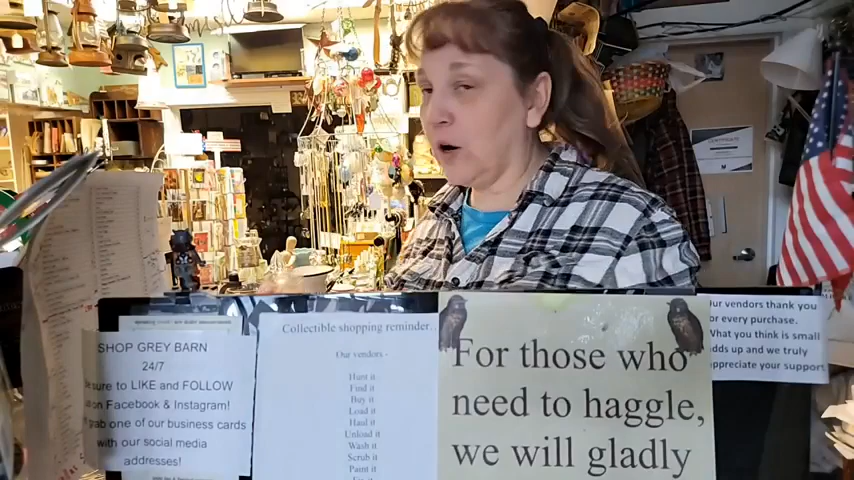 SHOP GREY BARN
24/7
sure to LIKE and FOLLOW
on Facebook & Instagram!
grab one of our business cards
with our social media
addresses!
Collectible shopping reminder..
Our vendors -
Hunt it
Find it
Buy it
Load it
Haul it
Unload it
Wash it
Scrub it
Paint it
For those who
need to haggle,
we will gladly
Our vendors thank you
every purchase.
What you think is small
adds up and we truly
appreciate your support.
CERTIFICATE